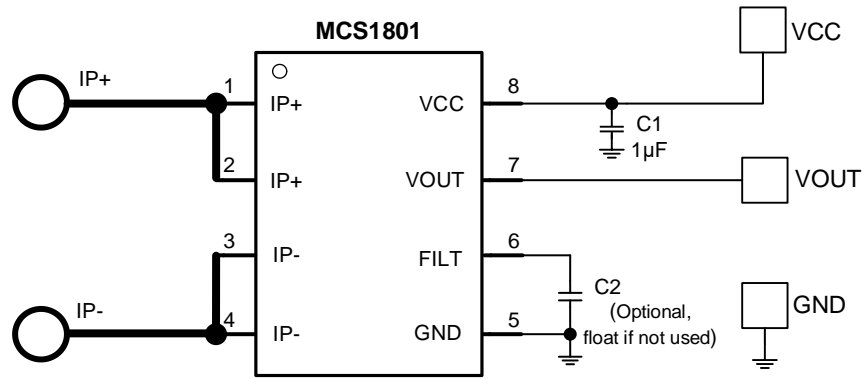 MCS1801
IP+
1
IP+
VCC
8
VCC
C1
1µF
2
IP+
VOUT
7
VOUT
3
IP-
FILT
6
C2
(Optional,
float if not used)
IP-
4
IP-
GND
5
GND